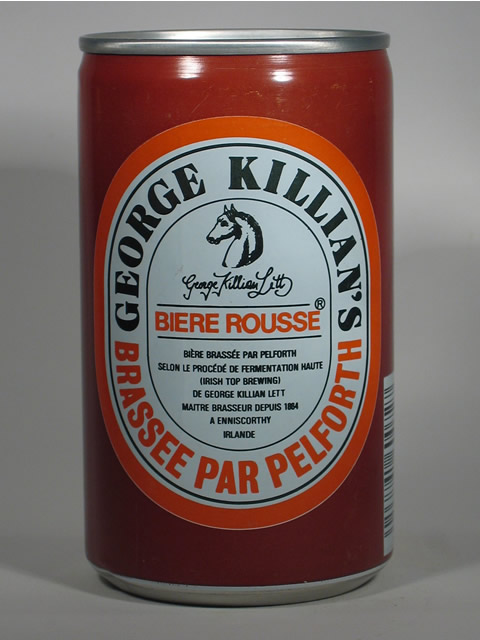 GEORGE KILLIAN'S
George Killian Lett
BIERE ROUSSE ®
BIÈRE BRASSÉE PAR PELFORTH
SELON LE PROCÉDÉ DE FERMENTATION HAUTE
(IRISH TOP BREWING)
DE GEORGE KILLIAN LETT
MAITRE BRASSEUR DEPUIS 1864
A ENNISCORTHY
IRLANDE
BRASSEE PAR PELFORTH